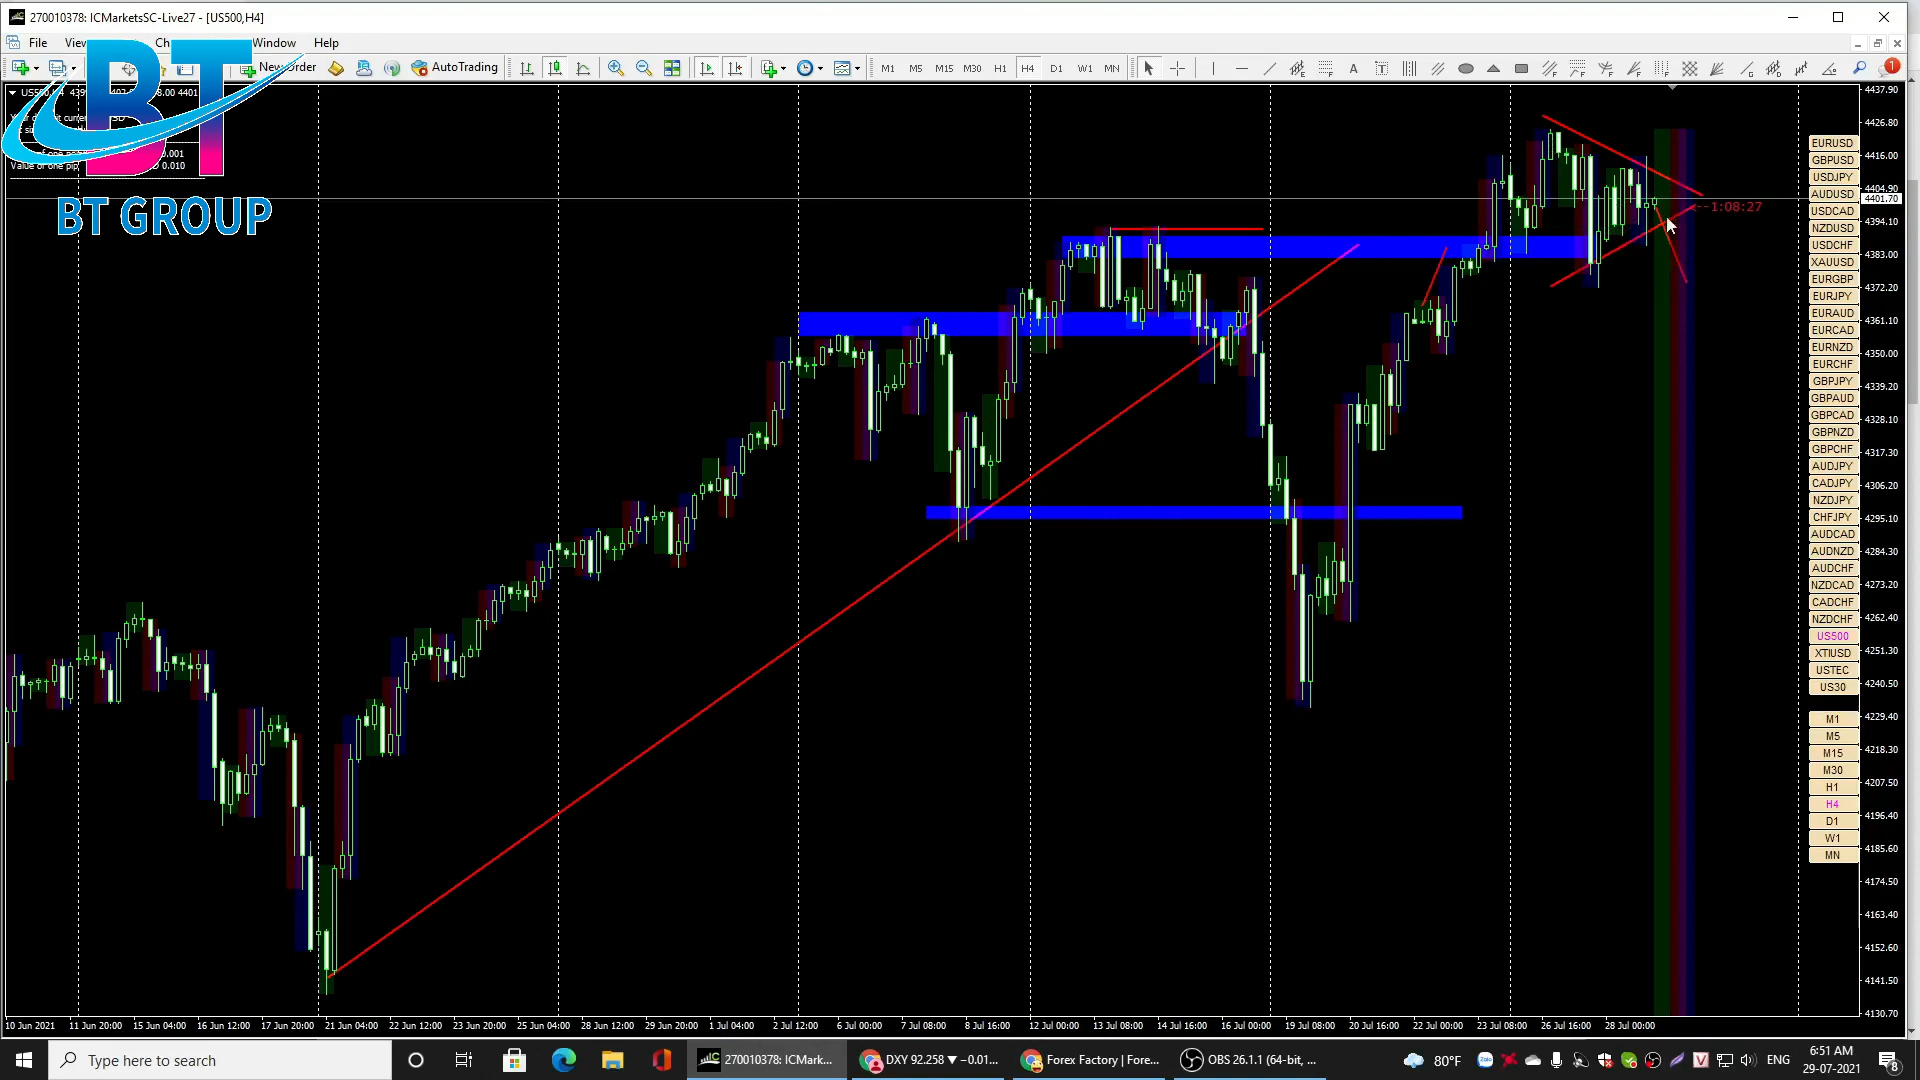 270010378: ICMarketsSC-Live27 - [US500,H4]
File
Window
Help
New Order
AutoTrading
M1 M5 M15 M30 H1 H4 D1 W1 MN
BT
BT GROUP
0.001
0.010
--1:08:27
EURUSD
GBPUSD
USDJPY
AUDUSD
USDCAD
NZDUSD
USDCHF
XAUUSD
EURGBP
EURJPY
EURAUD
EURCAD
EURNZD
EURCHF
GBPJPY
GBPAUD
GBPCAD
GBPNZD
GBPCHF
AUDJPY
CADJPY
NZDJPY
CHFJPY
AUDCAD
AUDNZD
AUDCHF
NZDCAD
CADCHF
NZDCHF
US500
XTIUSD
USTEC
US30
M1
M5
M15
M30
H1
H4
D1
W1
MN
4437.90
4426.80
4416.00
4404.90
4401.70
4394.10
4383.00
4372.20
4361.10
4350.00
4339.20
4328.10
4317.30
4306.20
4295.10
4284.30
4273.20
4262.40
4251.30
4240.50
4229.40
4218.30
4207.50
4196.40
4185.60
4174.50
4163.40
4152.60
4141.50
4130.70
10 Jun 2021 11 Jun 20:00 15 Jun 04:00 16 Jun 12:00 17 Jun 20:00 21 Jun 04:00 22 Jun 12:00 23 Jun 20:00 25 Jun 04:00 28 Jun 12:00 29 Jun 20:00 1 Jul 04:00 2 Jul 12:00 6 Jul 00:00 7 Jul 08:00 8 Jul 16:00 12 Jul 00:00 13 Jul 08:00 14 Jul 16:00 16 Jul 00:00 19 Jul 08:00 20 Jul 16:00 22 Jul 00:00 23 Jul 08:00 26 Jul 16:00 28 Jul 00:00
Type here to search
270010378: ICMark...
DXY 92.258 ▼ −0.01...
Forex Factory | Fore...
OBS 26.1.1 (64-bit, ...
80°F
ENG
6:51 AM
29-07-2021
8